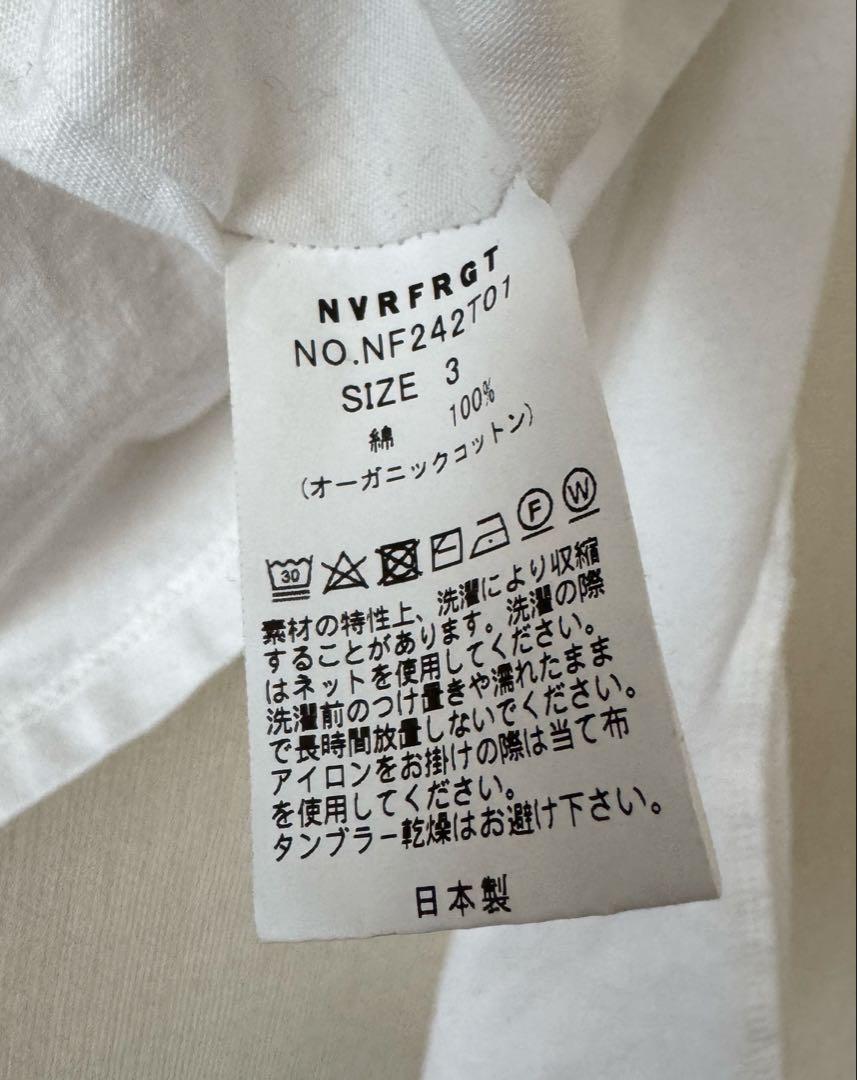 NVRFRGT
NO.NF242T01
SIZE 3
綿 100%
(オーガニックコットン)
30 F W
素材の特性上、洗濯により収縮
することがあります。洗濯の際
はネットを使用してください。
洗濯前のつけ置きや濡れたまま
で長時間放置しないでください。
アイロンをお掛けの際は当て布
を使用してください。
タンブラー乾燥はお避け下さい。
日本製